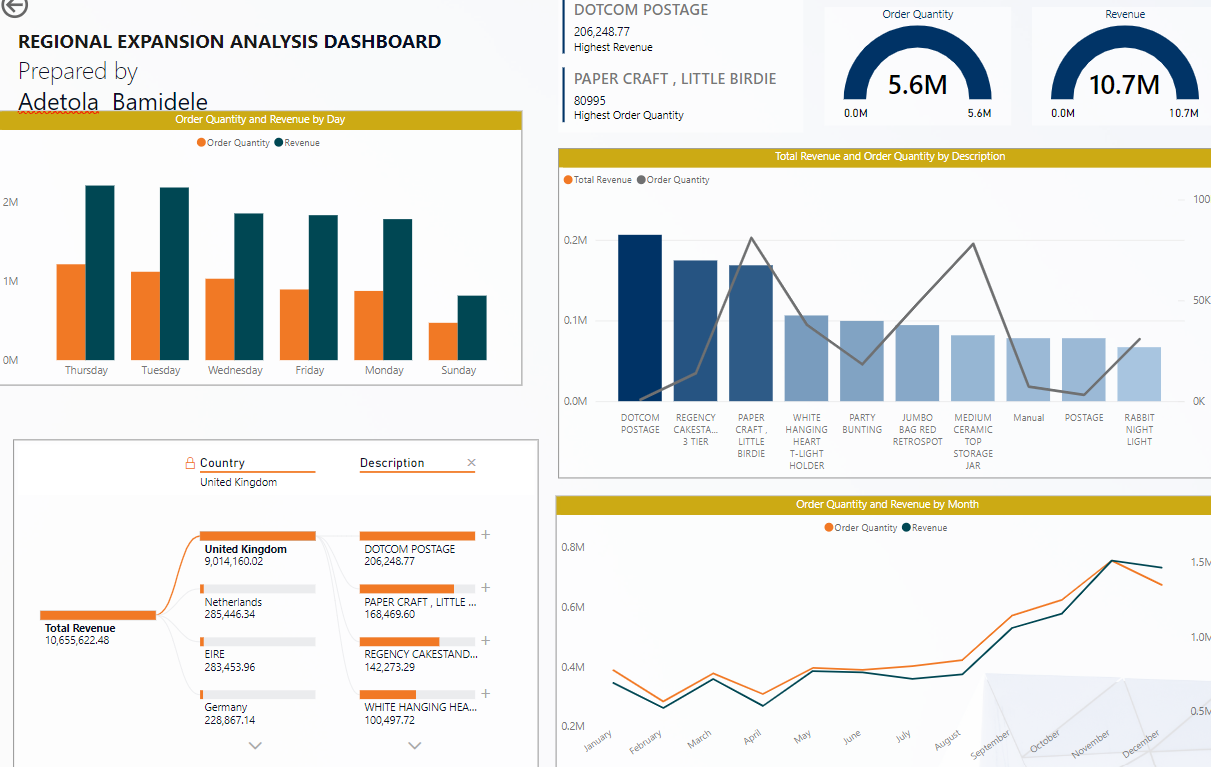 REGIONAL EXPANSION ANALYSIS DASHBOARD
Prepared by
Adetola Bamidele
DOTCOM POSTAGE
206,248.77
Highest Revenue
PAPER CRAFT , LITTLE BIRDIE
80995
Highest Order Quantity
Order Quantity
5.6M
0.0M 5.6M
Revenue
10.7M
0.0M 10.7M
Order Quantity and Revenue by Day
Order Quantity Revenue
2M
1M
0M
Thursday Tuesday Wednesday Friday Monday Sunday
Total Revenue and Order Quantity by Description
Total Revenue Order Quantity
0.2M
0.1M
0.0M
100
50K
0K
DOTCOM
POSTAGE
REGENCY
CAKESTA...
3 TIER
PAPER
CRAFT ,
LITTLE
BIRDIE
WHITE
HANGING
HEART
T-LIGHT
HOLDER
PARTY
BUNTING
JUMBO
BAG RED
RETROSPOT
MEDIUM
CERAMIC
TOP
STORAGE
JAR
Manual
POSTAGE
RABBIT
NIGHT
LIGHT
Country
United Kingdom
Description
Total Revenue
10,655,622.48
United Kingdom
9,014,160.02
Netherlands
285,446.34
EIRE
283,453.96
Germany
228,867.14
DOTCOM POSTAGE
206,248.77
PAPER CRAFT , LITTLE ...
168,469.60
REGENCY CAKESTAND...
142,273.29
WHITE HANGING HEA...
100,497.72
Order Quantity and Revenue by Month
Order Quantity Revenue
0.8M
0.6M
0.4M
0.2M
1.5M
1.0M
0.5M
January February March April May June July August September October November December